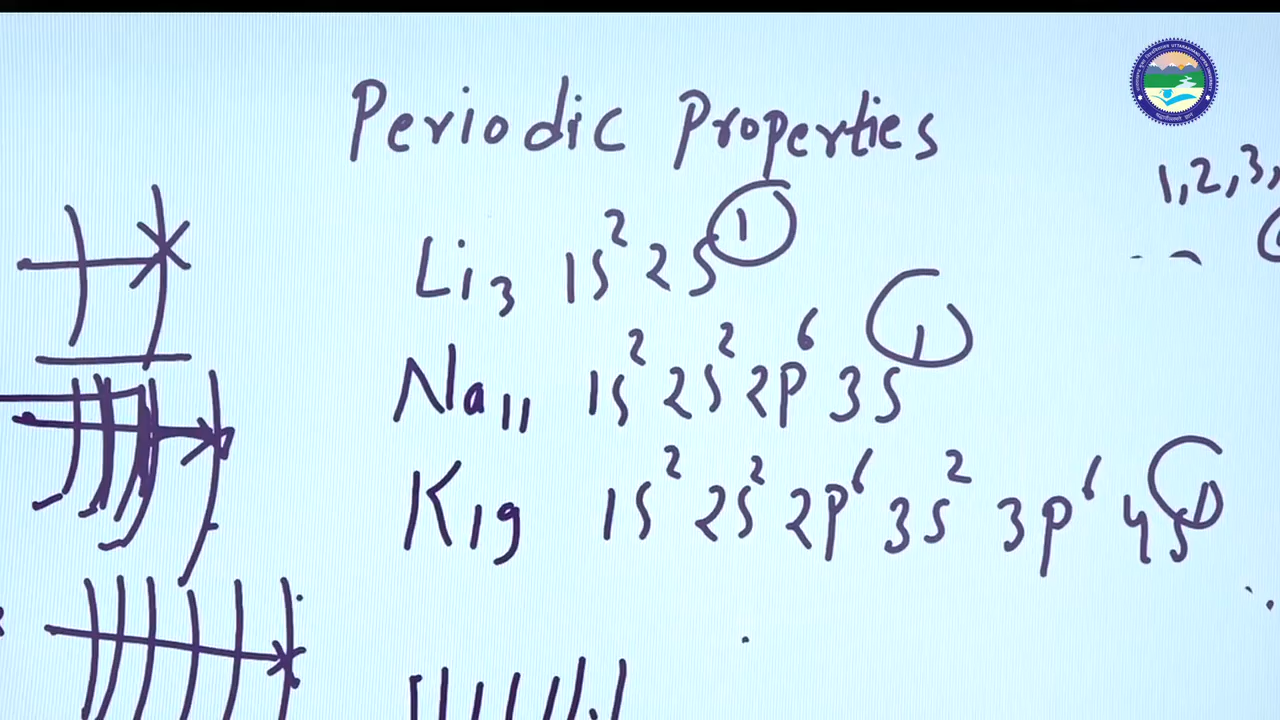 Periodic Properties
1, 2, 3,
Li₃ 1s² 2s¹
Na₁₁ 1s² 2s² 2p⁶ 3s¹
K₁₉ 1s² 2s² 2p⁶ 3s² 3p⁶ 4s¹